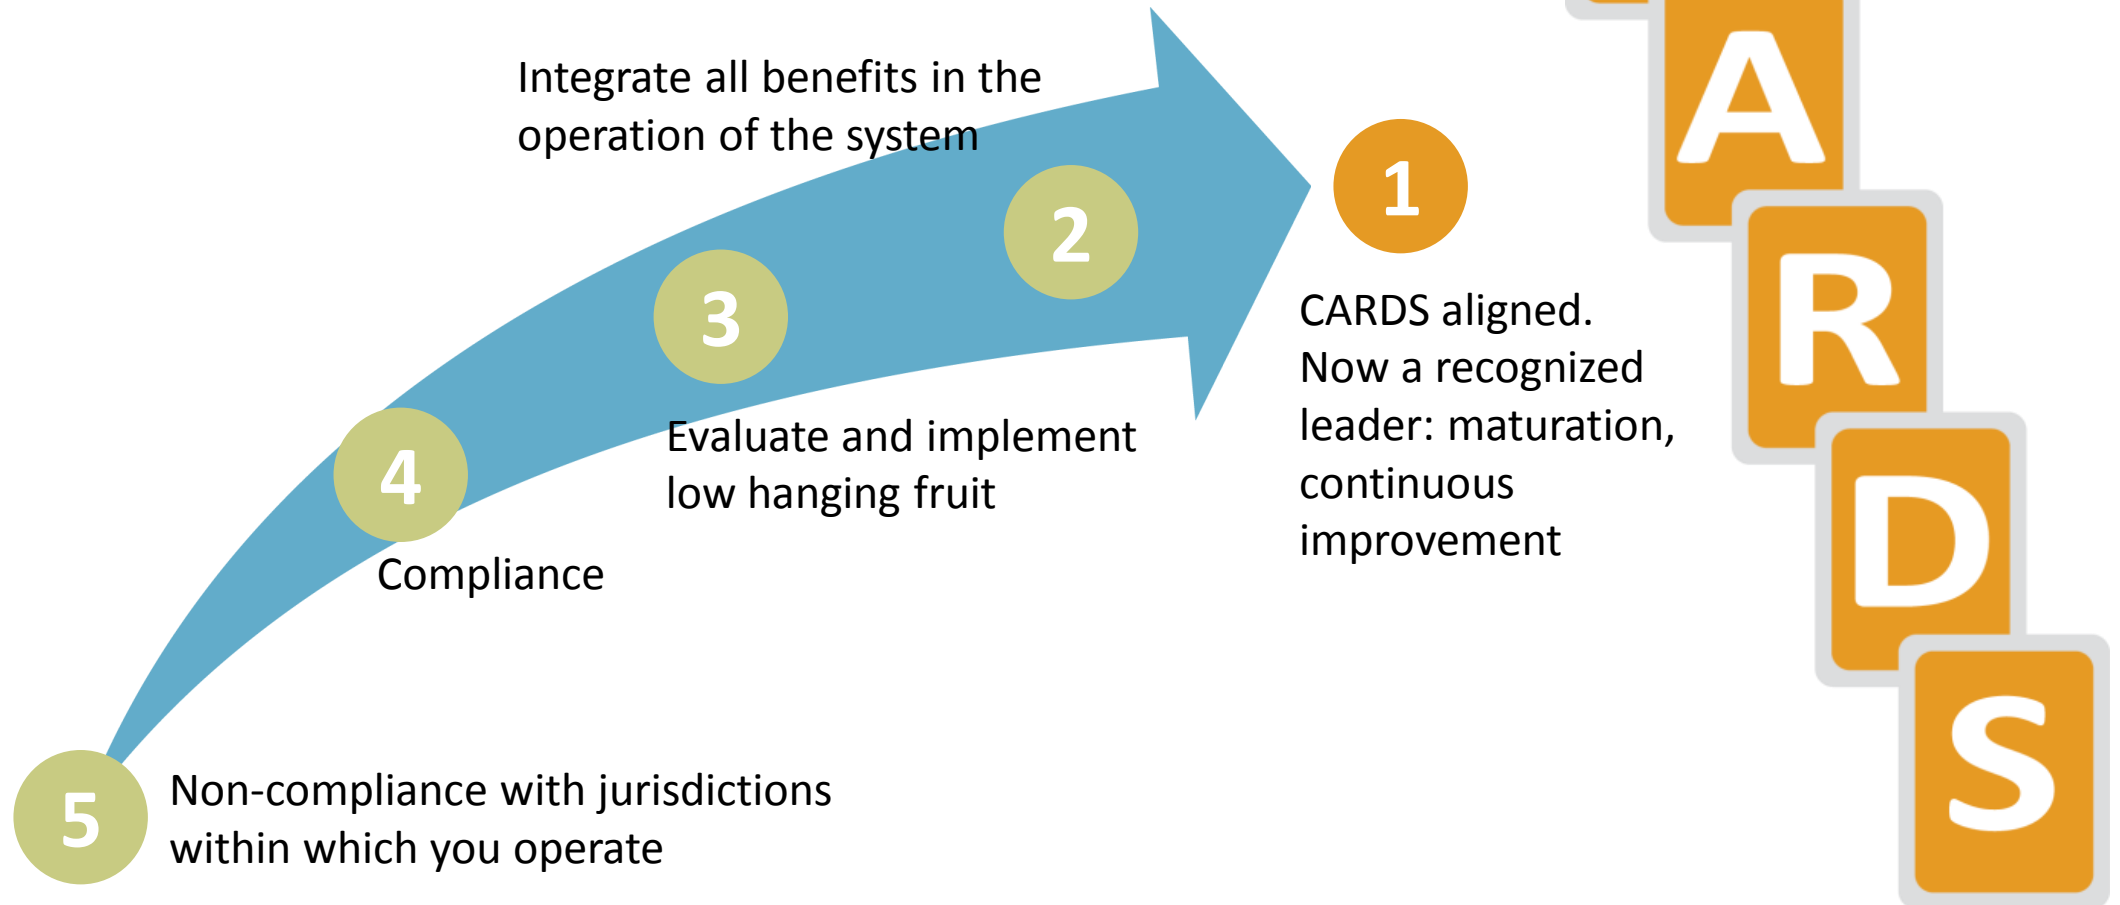 Integrate all benefits in the
operation of the system
2
1
3
CARDS aligned.
Now a recognized
leader: maturation,
continuous
improvement
Evaluate and implement
low hanging fruit
4
Compliance
5
Non-compliance with jurisdictions
within which you operate
A
R
D
S